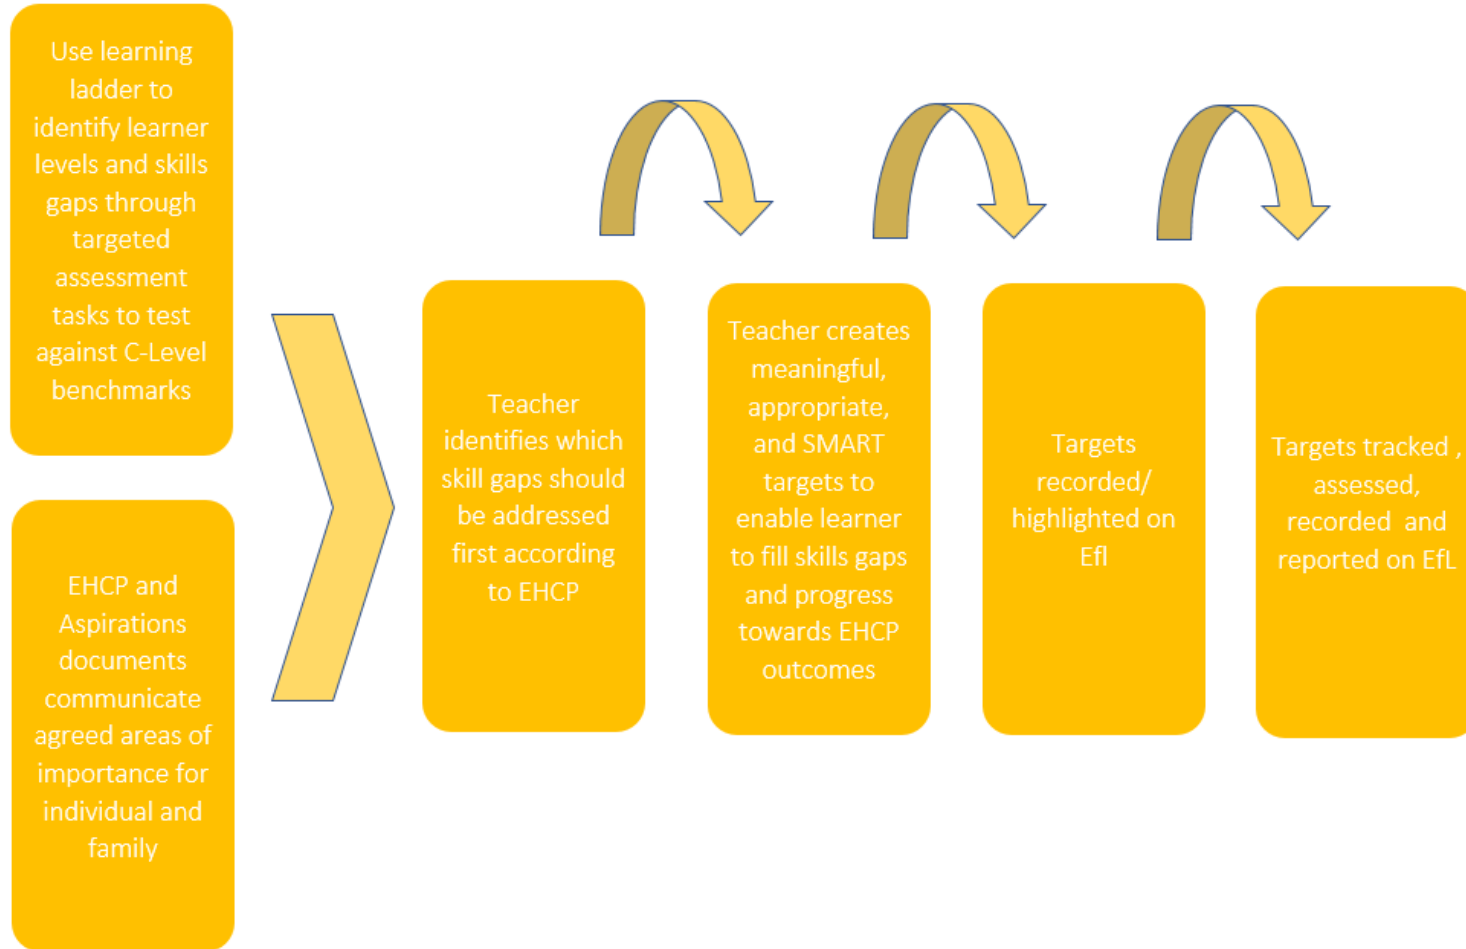 Use learning
ladder to
identify learner
levels and skills
gaps through
targeted
assessment
tasks to test
against C-Level
benchmarks
EHCP and
Aspirations
documents
communicate
agreed areas of
importance for
individual and
family
Teacher
identifies which
skill gaps should
be addressed
first according
to EHCP
Teacher creates
meaningful,
appropriate,
and SMART
targets to
enable learner
to fill skills gaps
and progress
towards EHCP
outcomes
Targets
recorded/
highlighted on
Efl
Targets tracked ,
assessed,
recorded  and
reported on EfL